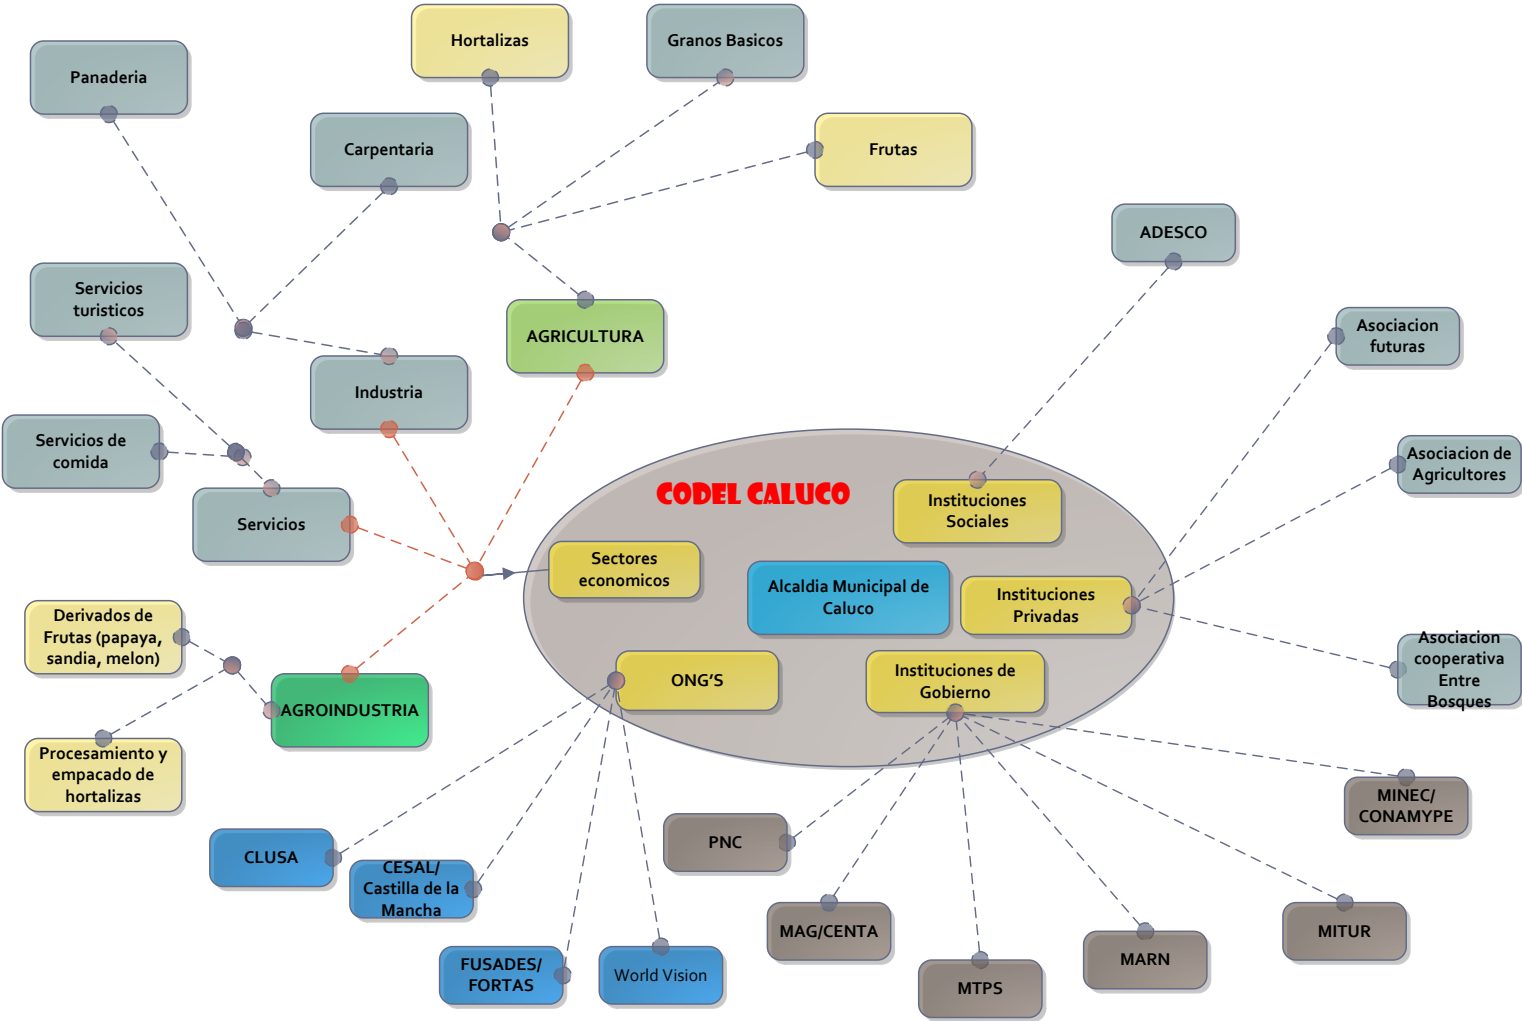 Hortalizas
Granos Basicos
Panaderia
Carpentaria
Frutas
ADESCO
Servicios
turisticos
AGRICULTURA
Asociacion
futuras
Industria
Servicios de
comida
Asociacion de
Agricultores
CODEL CALUCO
Instituciones
Sociales
Servicios
Sectores
economicos
Alcaldia Municipal de
Caluco
Instituciones
Privadas
Derivados de
Frutas (papaya,
sandia, melon)
Asociacion
cooperativa
Entre
Bosques
ONG'S
Instituciones de
Gobierno
AGROINDUSTRIA
Procesamiento y
empacado de
hortalizas
MINEC/
CONAMYPE
PNC
CLUSA
CESAL/
Castilla de la
Mancha
MAG/CENTA
MITUR
MARN
FUSADES/
FORTAS
World Vision
MTPS